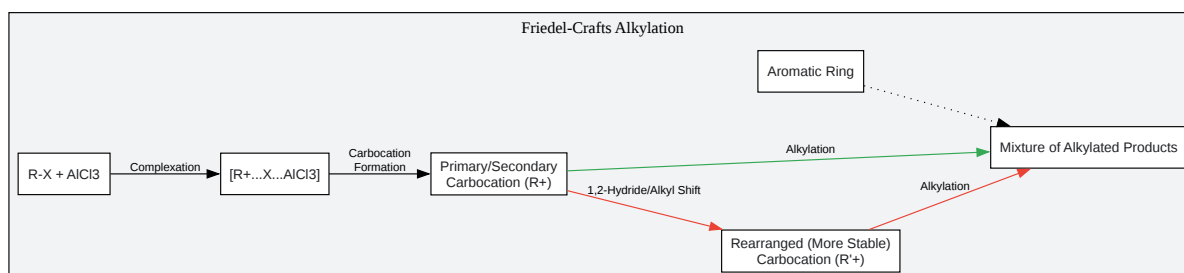 Friedel-Crafts Alkylation
Aromatic Ring
R-X + AlCl3
Complexation
[R+...X...AlCl3]
Carbocation
Formation
Primary/Secondary
Carbocation (R+)
Alkylation
Mixture of Alkylated Products
1,2-Hydride/Alkyl Shift
Alkylation
Rearranged (More Stable)
Carbocation (R'+)